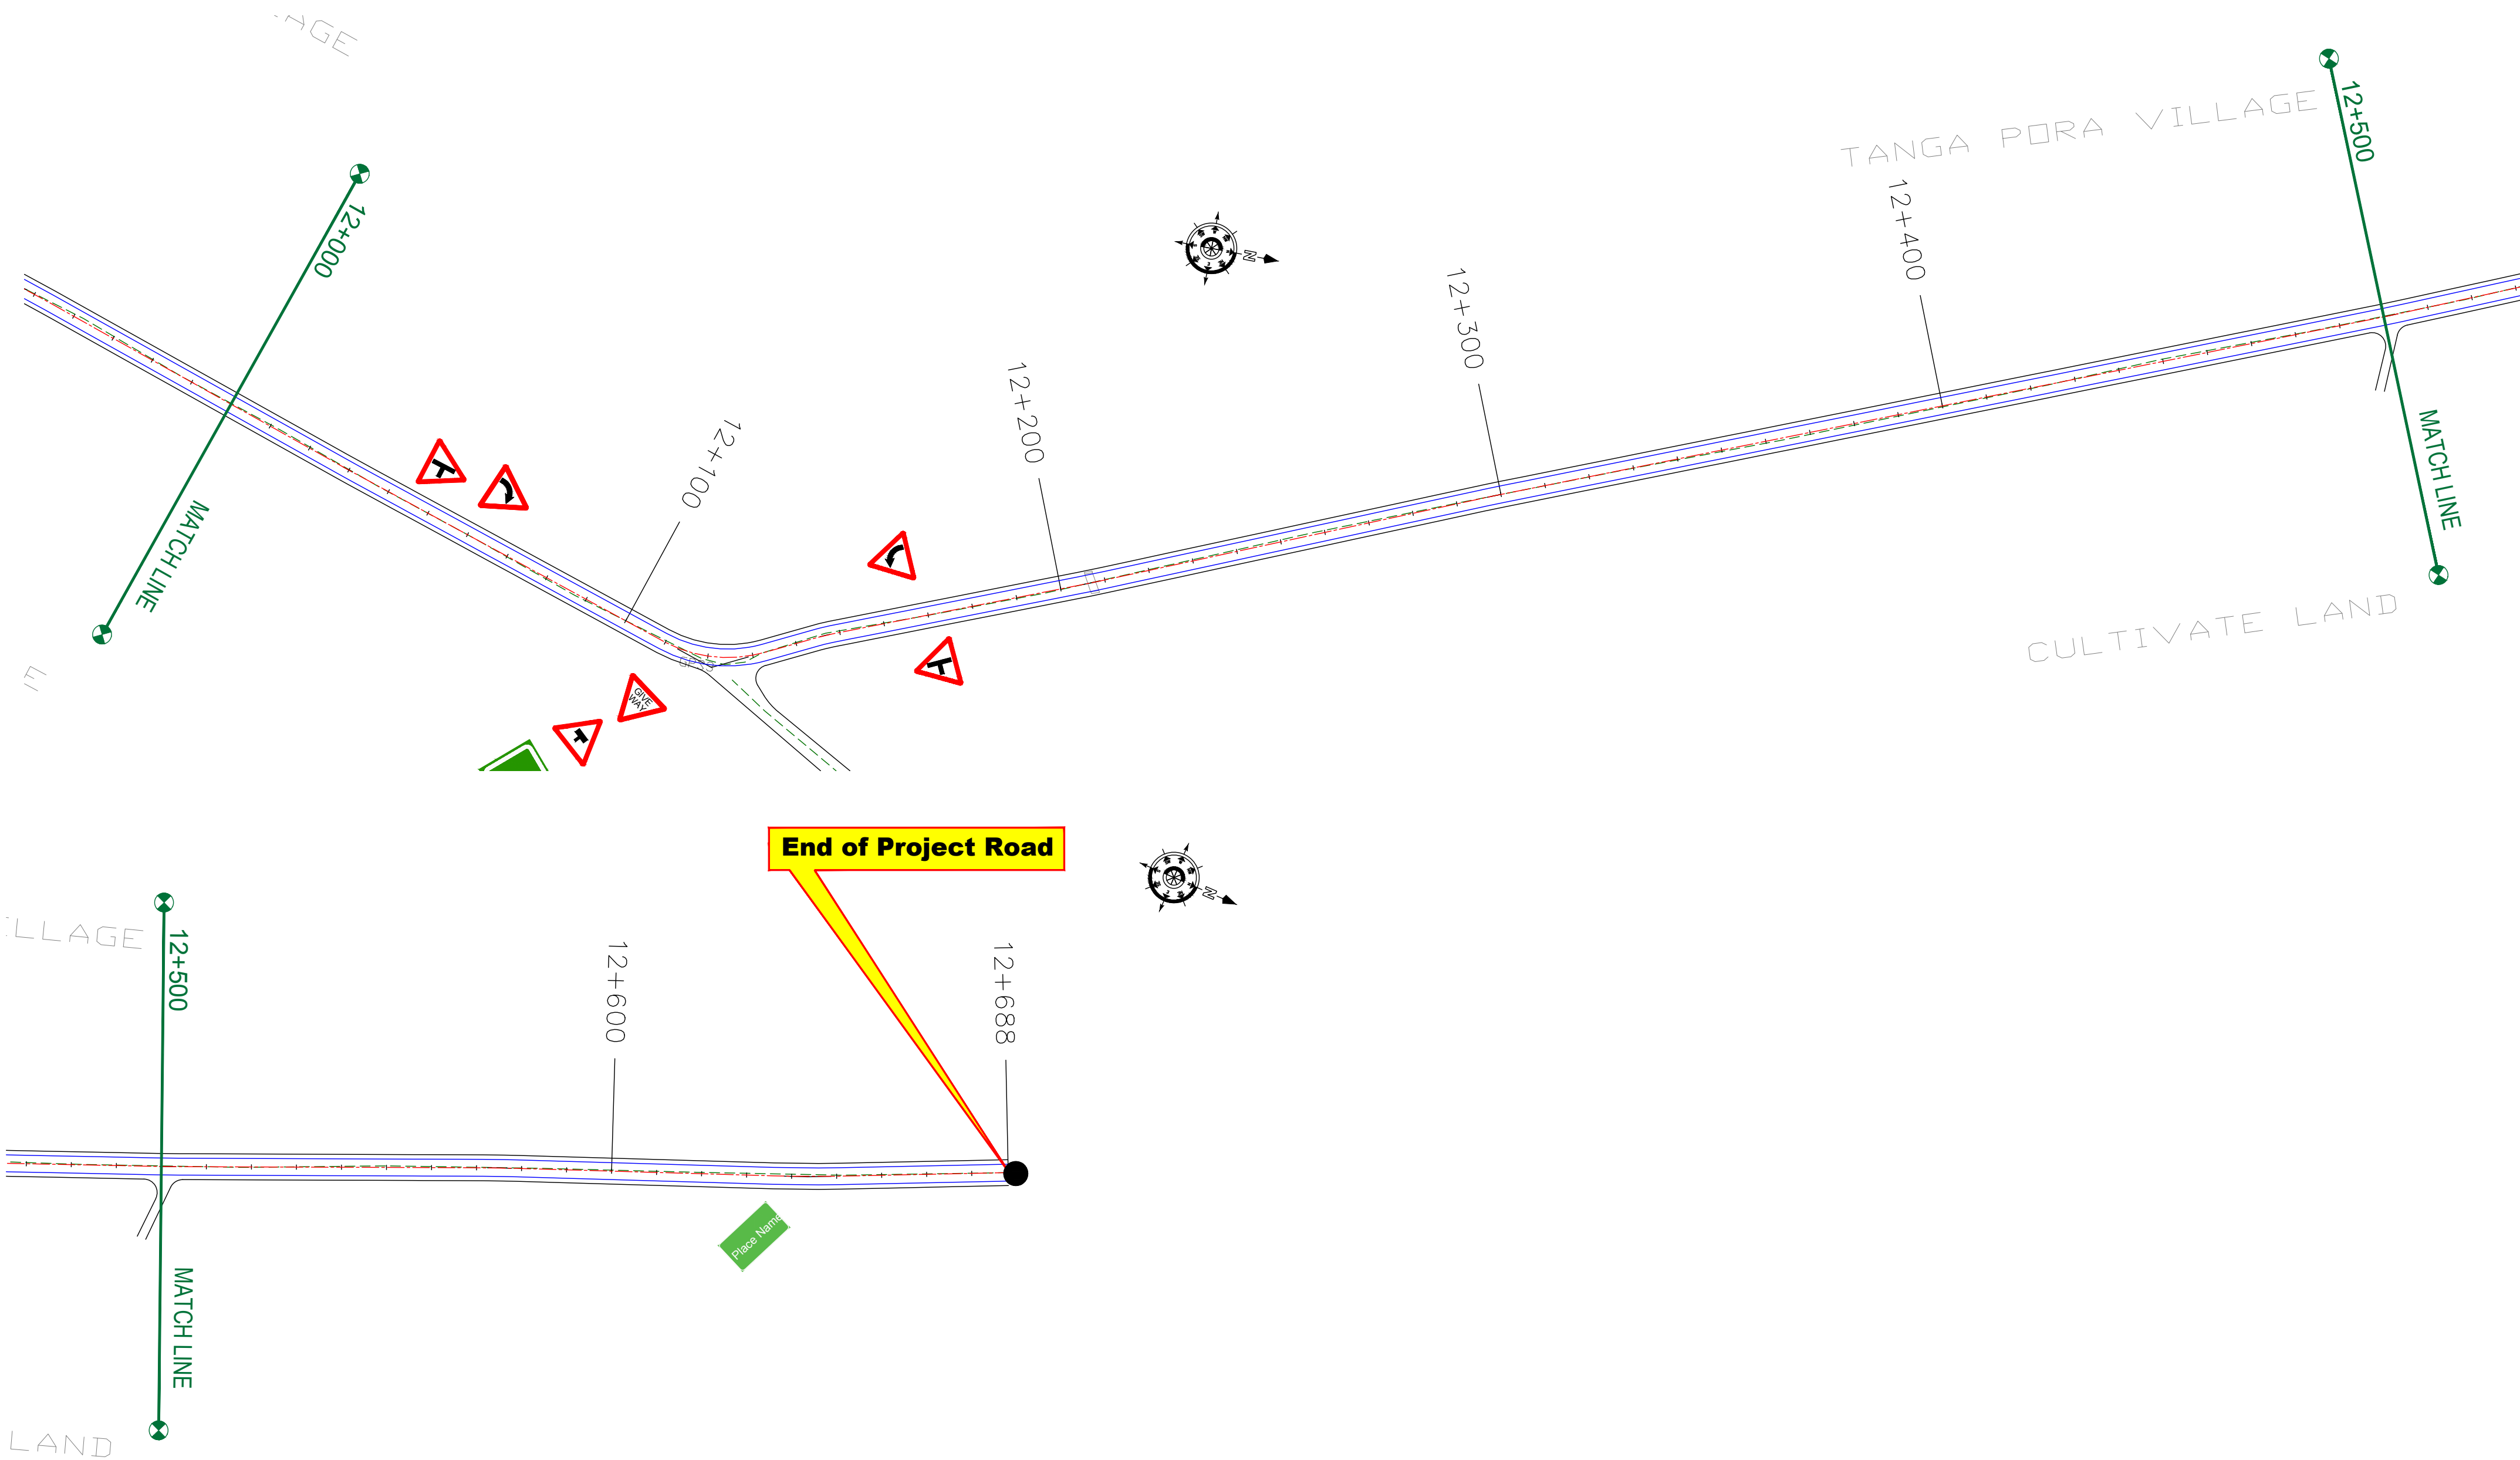 12+000
MATCH LINE
12+100
12+200
12+300
12+400
TANGA PORA VILLAGE
12+500
MATCH LINE
CULTIVATE LAND
N
GIVE
WAY
End of Project Road
N
12+500
MATCH LINE
12+600
12+688
Place Name
LAND